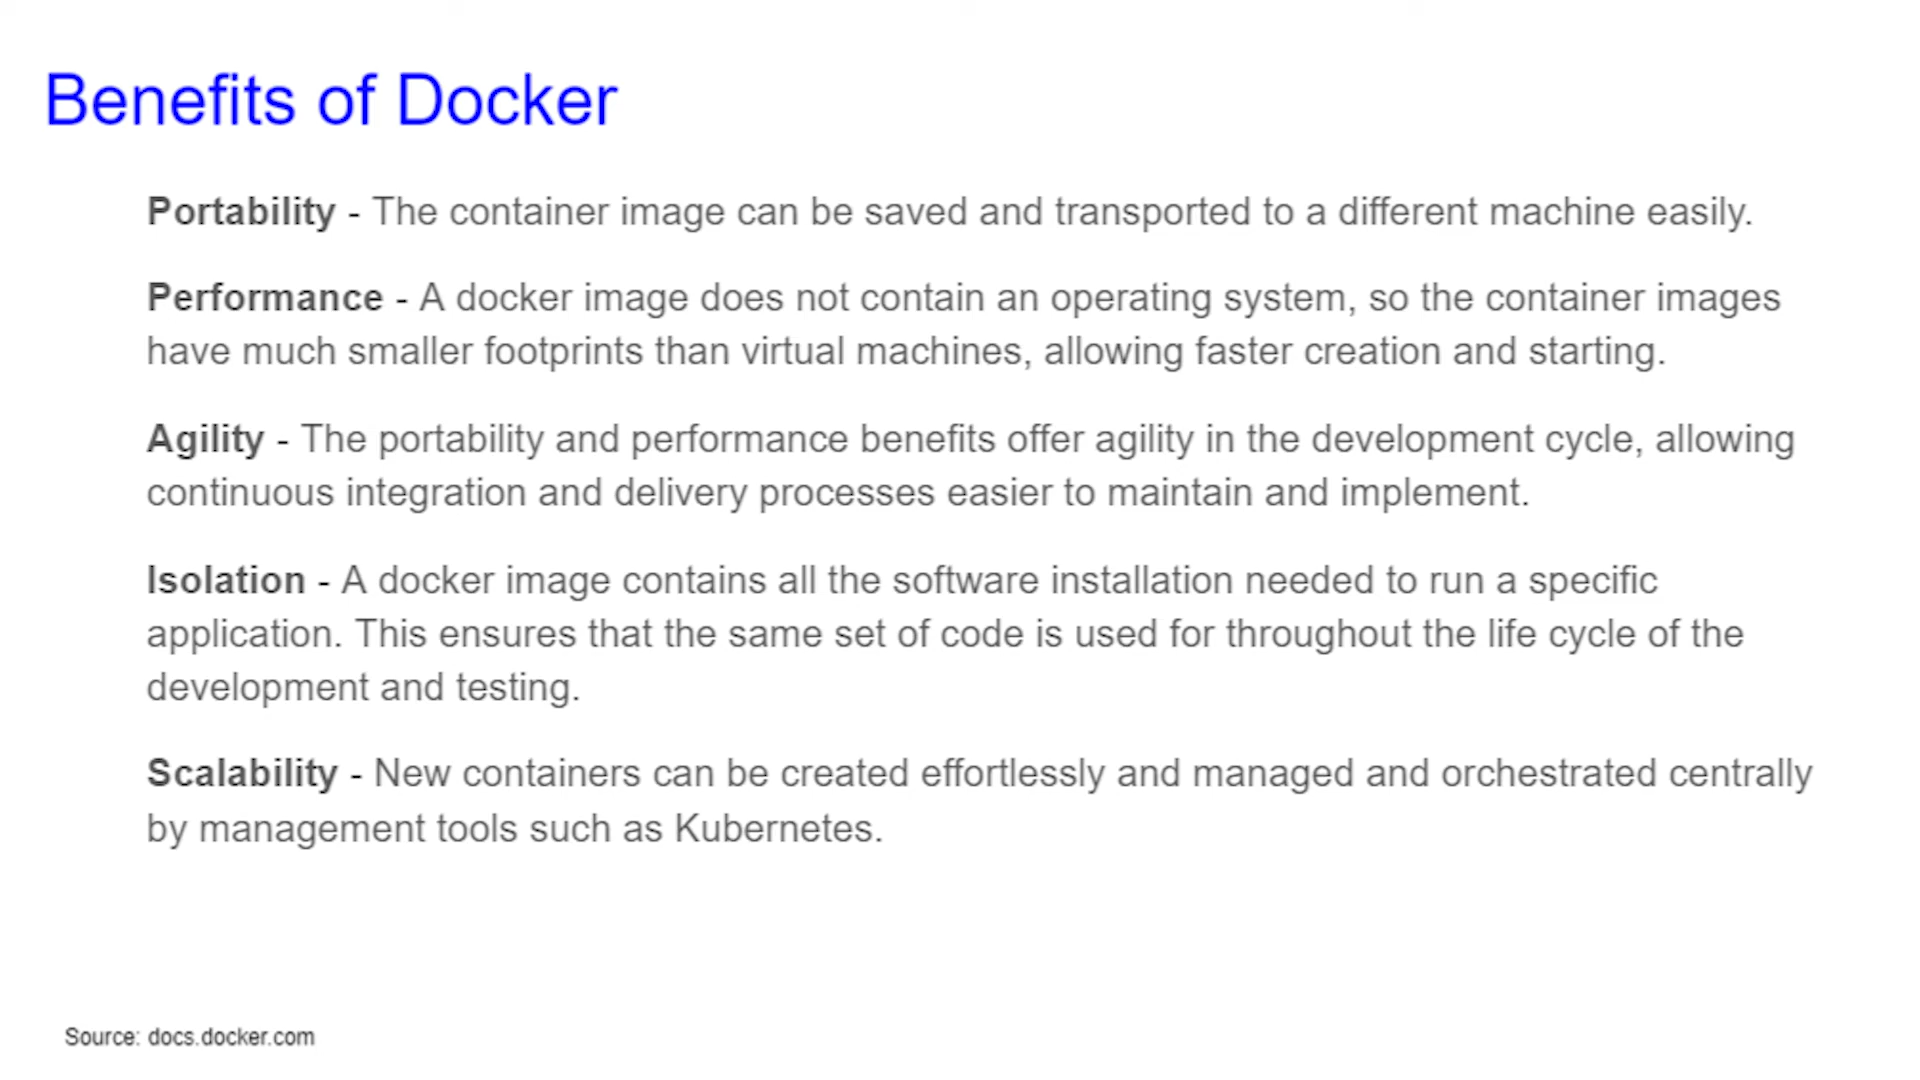 Benefits of Docker
Portability - The container image can be saved and transported to a different machine easily.
Performance - A docker image does not contain an operating system, so the container images
have much smaller footprints than virtual machines, allowing faster creation and starting.
Agility - The portability and performance benefits offer agility in the development cycle, allowing
continuous integration and delivery processes easier to maintain and implement.
Isolation - A docker image contains all the software installation needed to run a specific
application. This ensures that the same set of code is used for throughout the life cycle of the
development and testing.
Scalability - New containers can be created effortlessly and managed and orchestrated centrally
by management tools such as Kubernetes.
Source: docs.docker.com